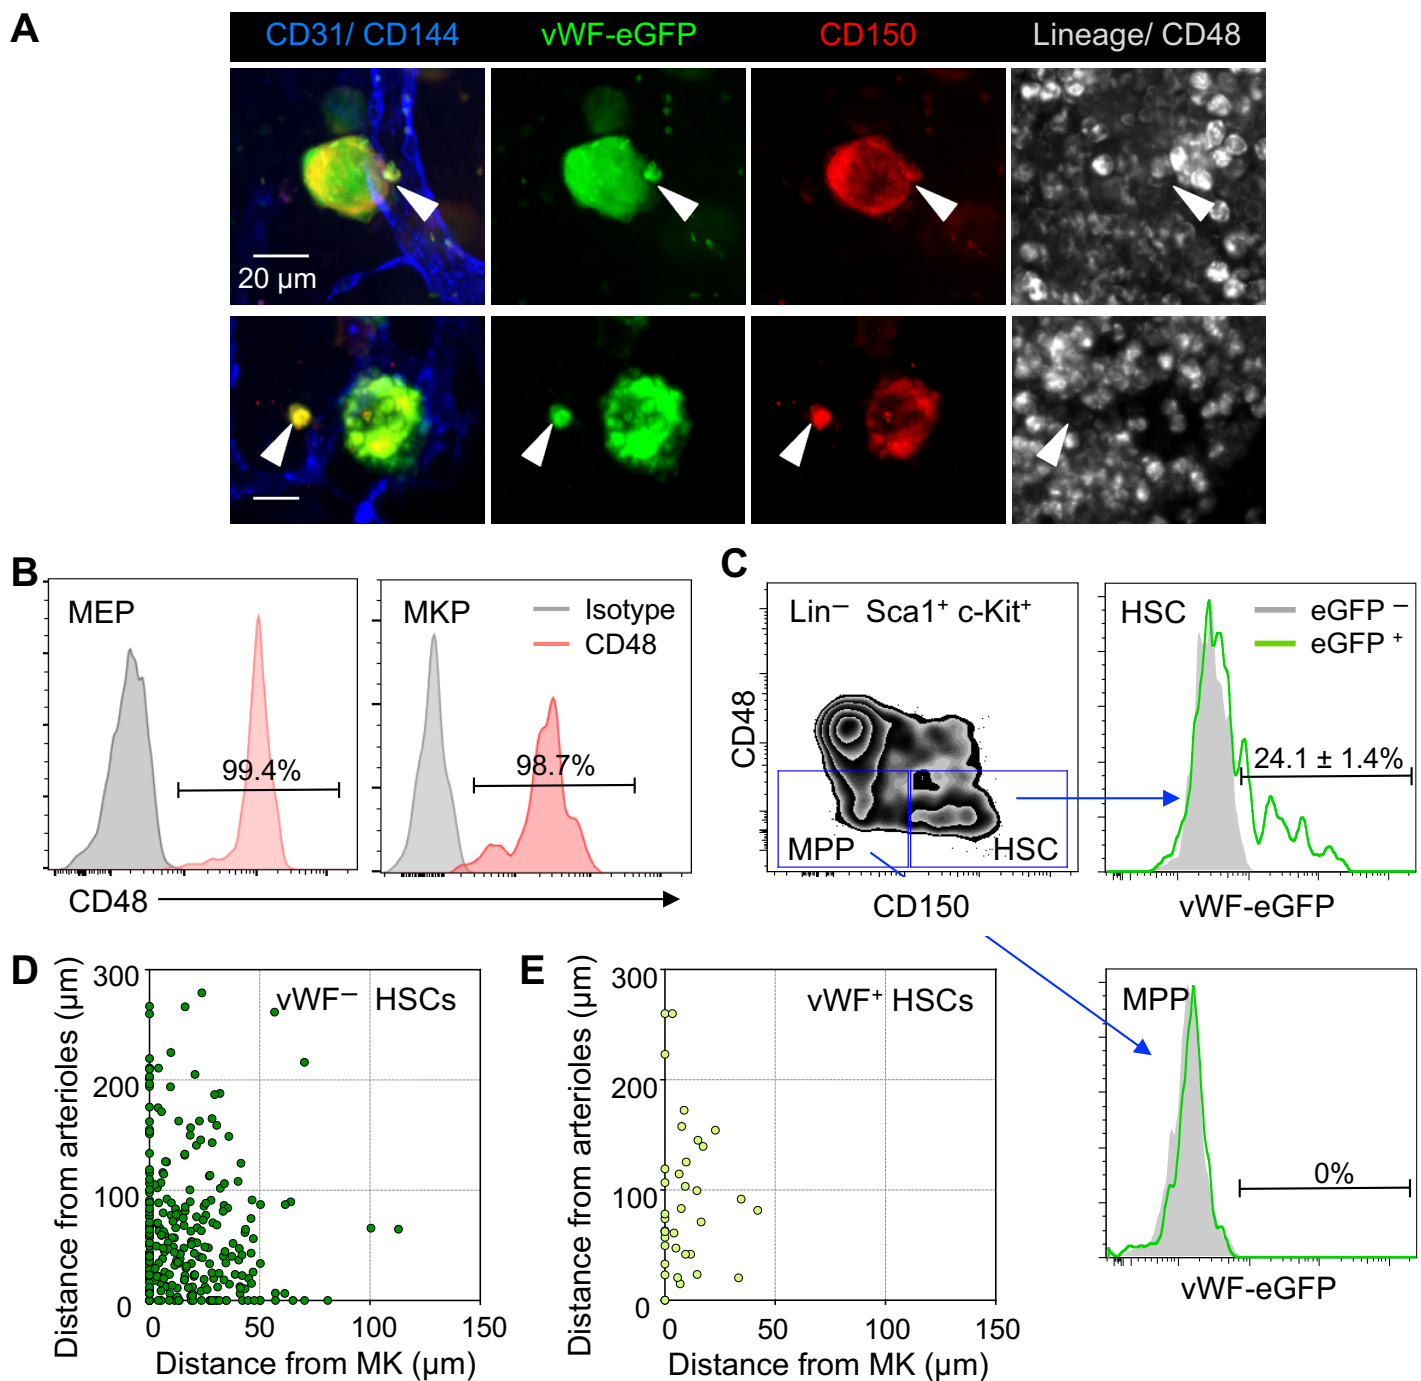 A
CD31/ CD144
vWF-eGFP
CD150
Lineage/ CD48
20 μm
B
MEP
99.4%
MKP
Isotype
CD48
98.7%
CD48
C
Lin– Sca1+ c-Kit+
CD48
MPP
HSC
CD150
HSC
eGFP –
eGFP +
24.1 ± 1.4%
vWF-eGFP
MPP
0%
vWF-eGFP
D
vWF– HSCs
Distance from arterioles (μm)
300
200
100
0
0 50 100 150
Distance from MK (μm)
E
vWF+ HSCs
Distance from arterioles (μm)
300
200
100
0
0 50 100 150
Distance from MK (μm)